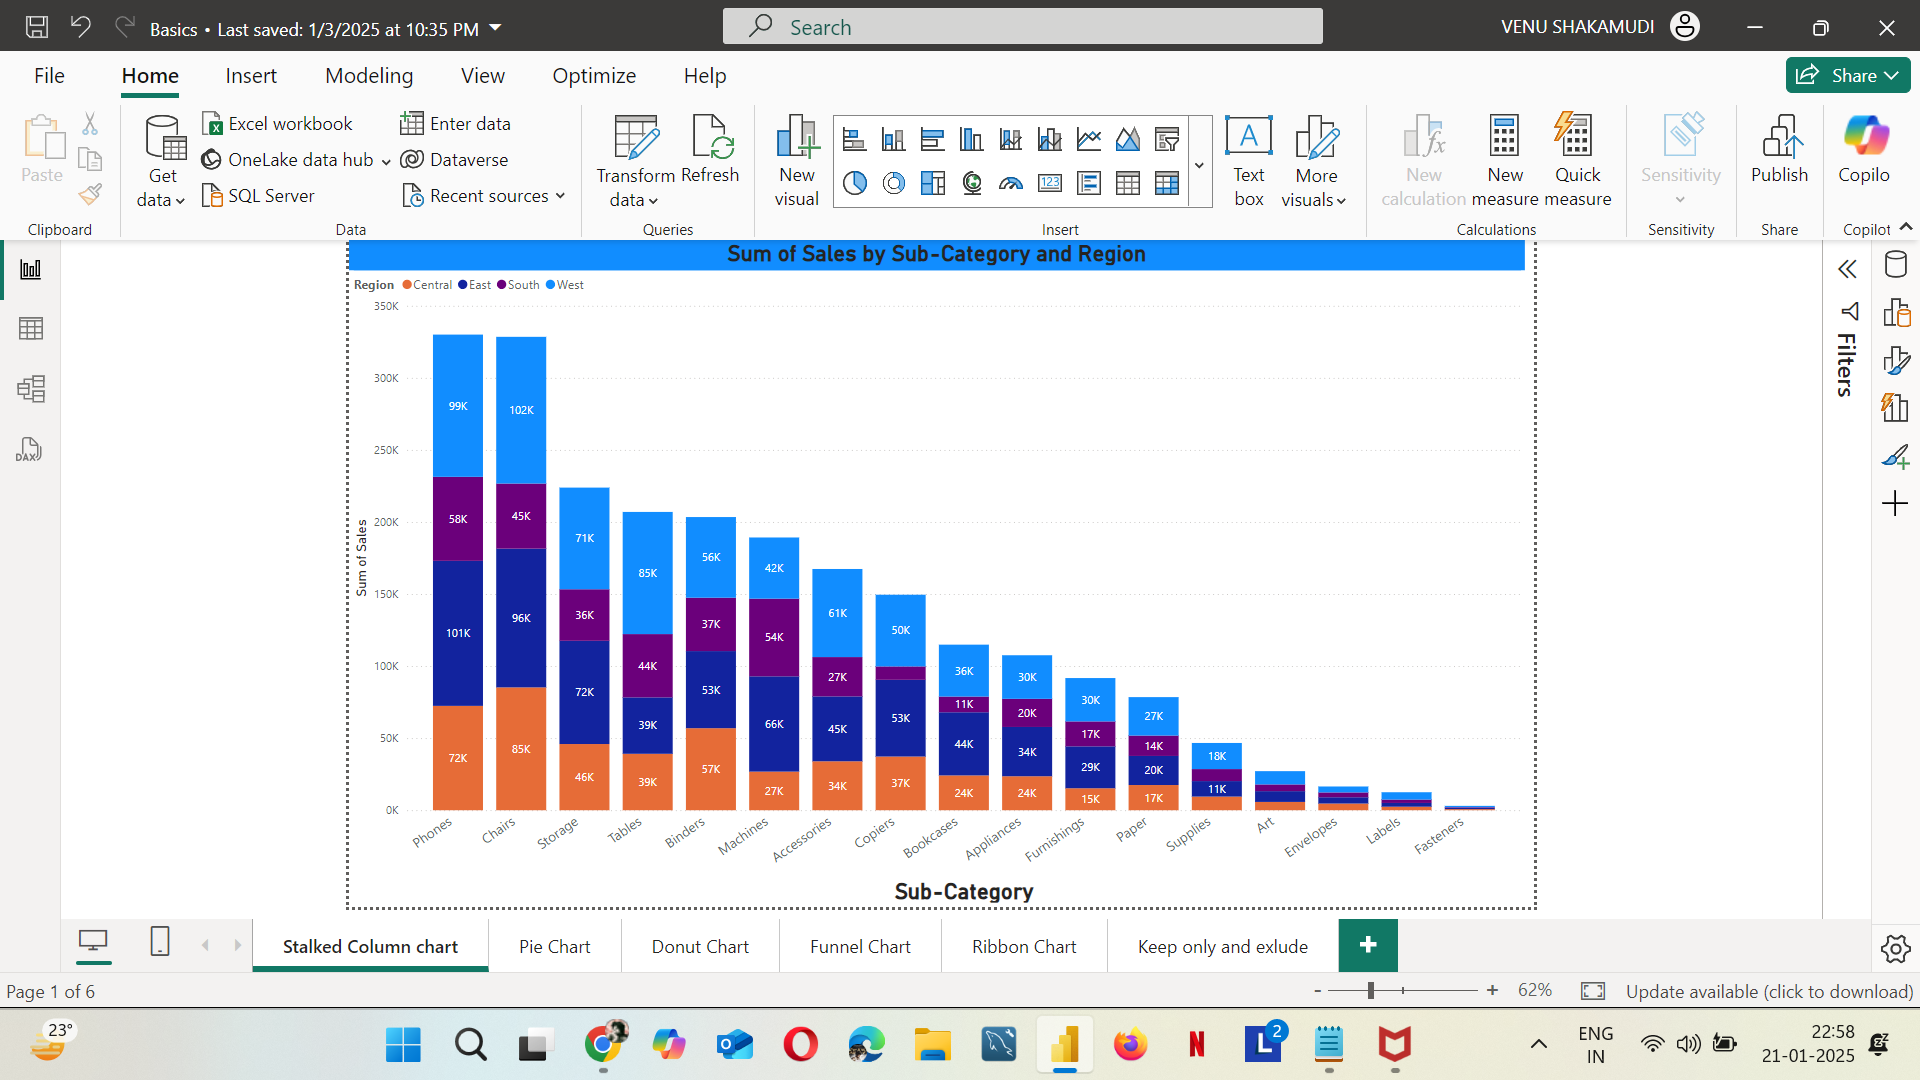 Basics • Last saved: 1/3/2025 at 10:35 PM
Search
VENU SHAKAMUDI
File
Home
Insert
Modeling
View
Optimize
Help
Share
Paste
Clipboard
Get data
Excel workbook
OneLake data hub
SQL Server
Enter data
Dataverse
Recent sources
Data
Transform data
Refresh
Queries
New visual
123
A
Text box
More visuals
Insert
New calculation
New measure
Quick measure
Calculations
Sensitivity
Sensitivity
Publish
Share
Copilo
Copilot
DAX
Sum of Sales by Sub-Category and Region
Region Central East South West
350K
300K
250K
200K
150K
100K
50K
0K
Sum of Sales
99K
58K
101K
72K
102K
45K
96K
85K
71K
36K
72K
46K
85K
44K
39K
39K
56K
37K
53K
57K
42K
54K
66K
27K
61K
27K
45K
34K
50K
53K
37K
36K
11K
44K
24K
30K
20K
34K
24K
30K
17K
29K
15K
27K
14K
20K
17K
18K
11K
Phones
Chairs
Storage
Tables
Binders
Machines
Accessories
Copiers
Bookcases
Appliances
Furnishings
Paper
Supplies
Art
Envelopes
Labels
Fasteners
Sub-Category
Filters
Stalked Column chart
Pie Chart
Donut Chart
Funnel Chart
Ribbon Chart
Keep only and exlude
+
Page 1 of 6
- + 62%
Update available (click to download)
23°
N
L
2
ENG
IN
22:58
21-01-2025